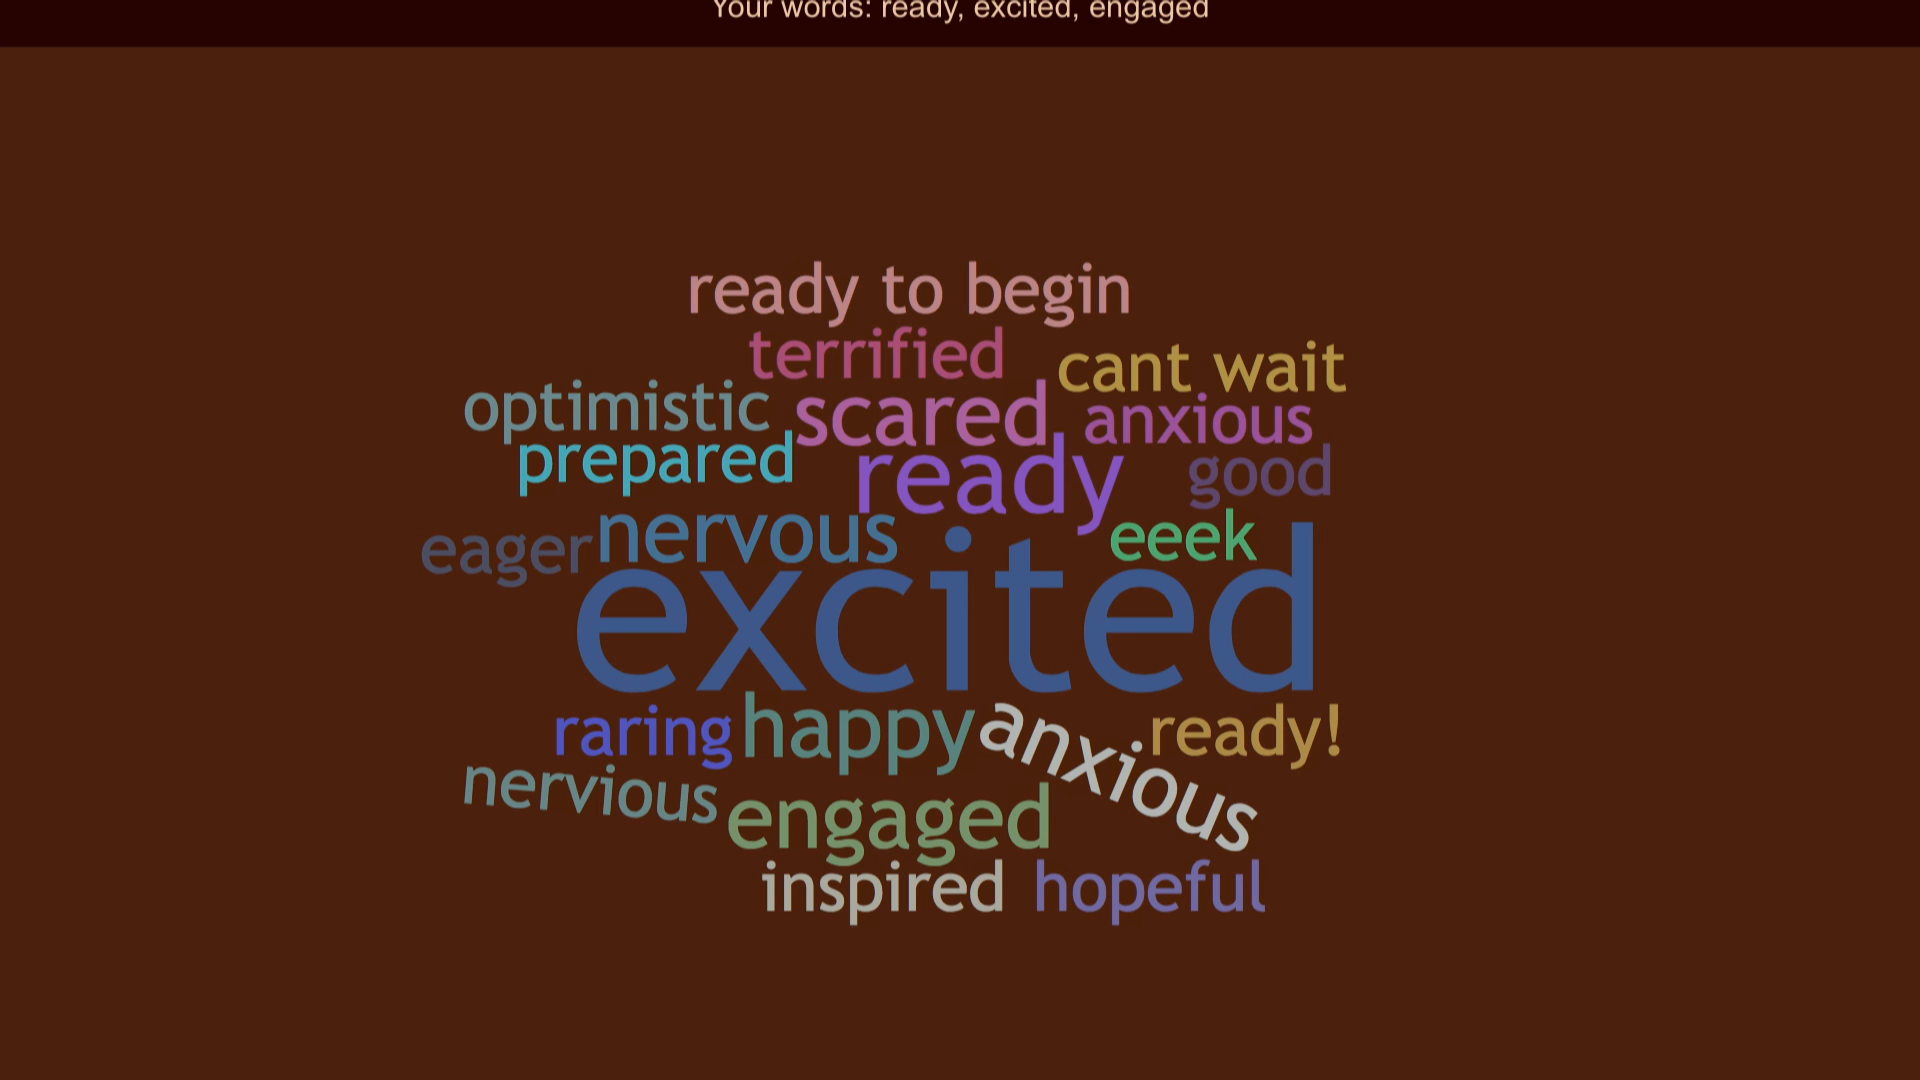 Your words: ready, excited, engaged
ready to begin
terrified
cant wait
optimistic
scared
anxious
prepared
ready
good
eager
nervous
eeek
excited
raring
happy
anxious
ready!
nervious
engaged
inspired
hopeful